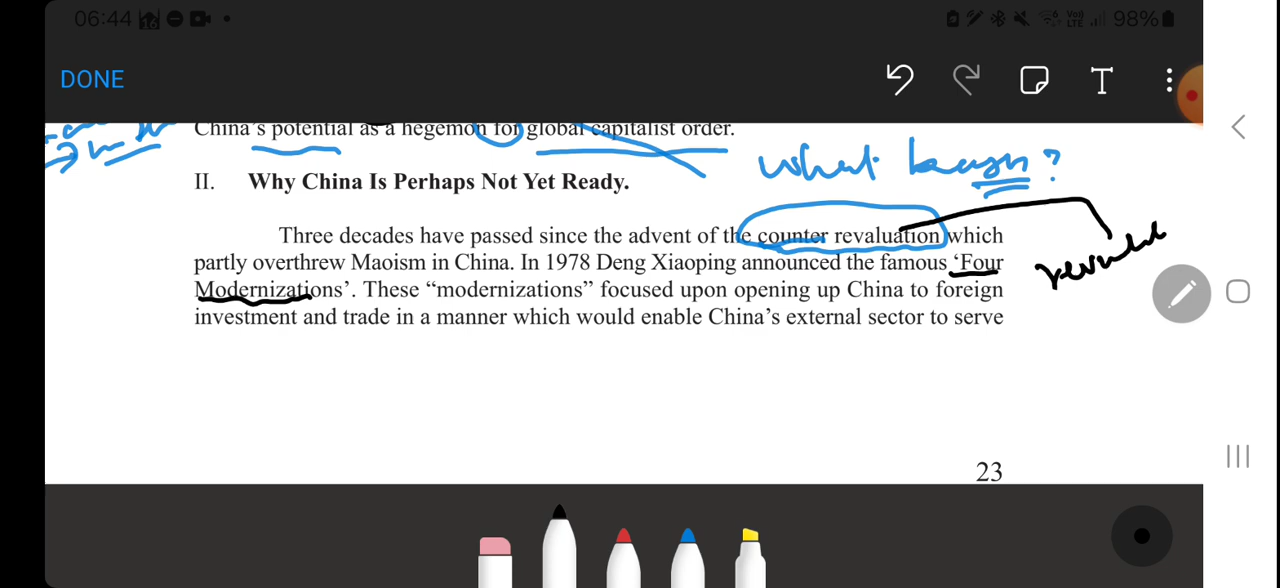 06:44
98%
DONE
T
China's potential as a hegemon for global capitalist order.
What
II. Why China Is Perhaps Not Yet Ready.
Three decades have passed since the advent of the counter revaluation which
partly overthrew Maoism in China. In 1978 Deng Xiaoping announced the famous ‘Four
Modernizations’. These “modernizations” focused upon opening up China to foreign
investment and trade in a manner which would enable China’s external sector to serve
23